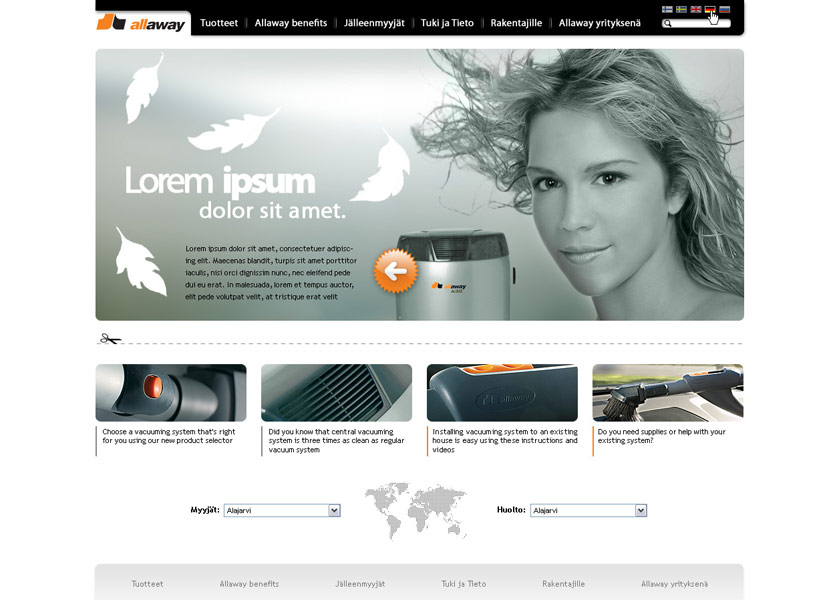 allaway
Tuotteet
Allaway benefits
Jälleenmyyjät
Tuki ja Tieto
Rakentajille
Allaway yrityksenä
Lorem ipsum
dolor sit amet.
Lorem ipsum dolor sit amet, consectetuer adipisc-
ing elit. Maecenas blandit, turpis sit amet porttitor
iaculis, nisi orci dignissim nunc, nec eleifend pede
dui eu erat. In malesuada, lorem et tempus auctor,
elit pede volutpat velit, at tristique erat velit
allaway
allaway
Choose a vacuuming system that's right
for you using our new product selector
Did you know that central vacuuming
system is three times as clean as regular
vacuum system
Installing vacuuming system to an existing
house is easy using these instructions and
videos
Do you need supplies or help with your
existing system?
Myyjät:
Alajarvi
Huolto:
Alajarvi
Tuotteet
Allaway benefits
Jälleenmyyjät
Tuki ja Tieto
Rakentajille
Allaway yrityksenä